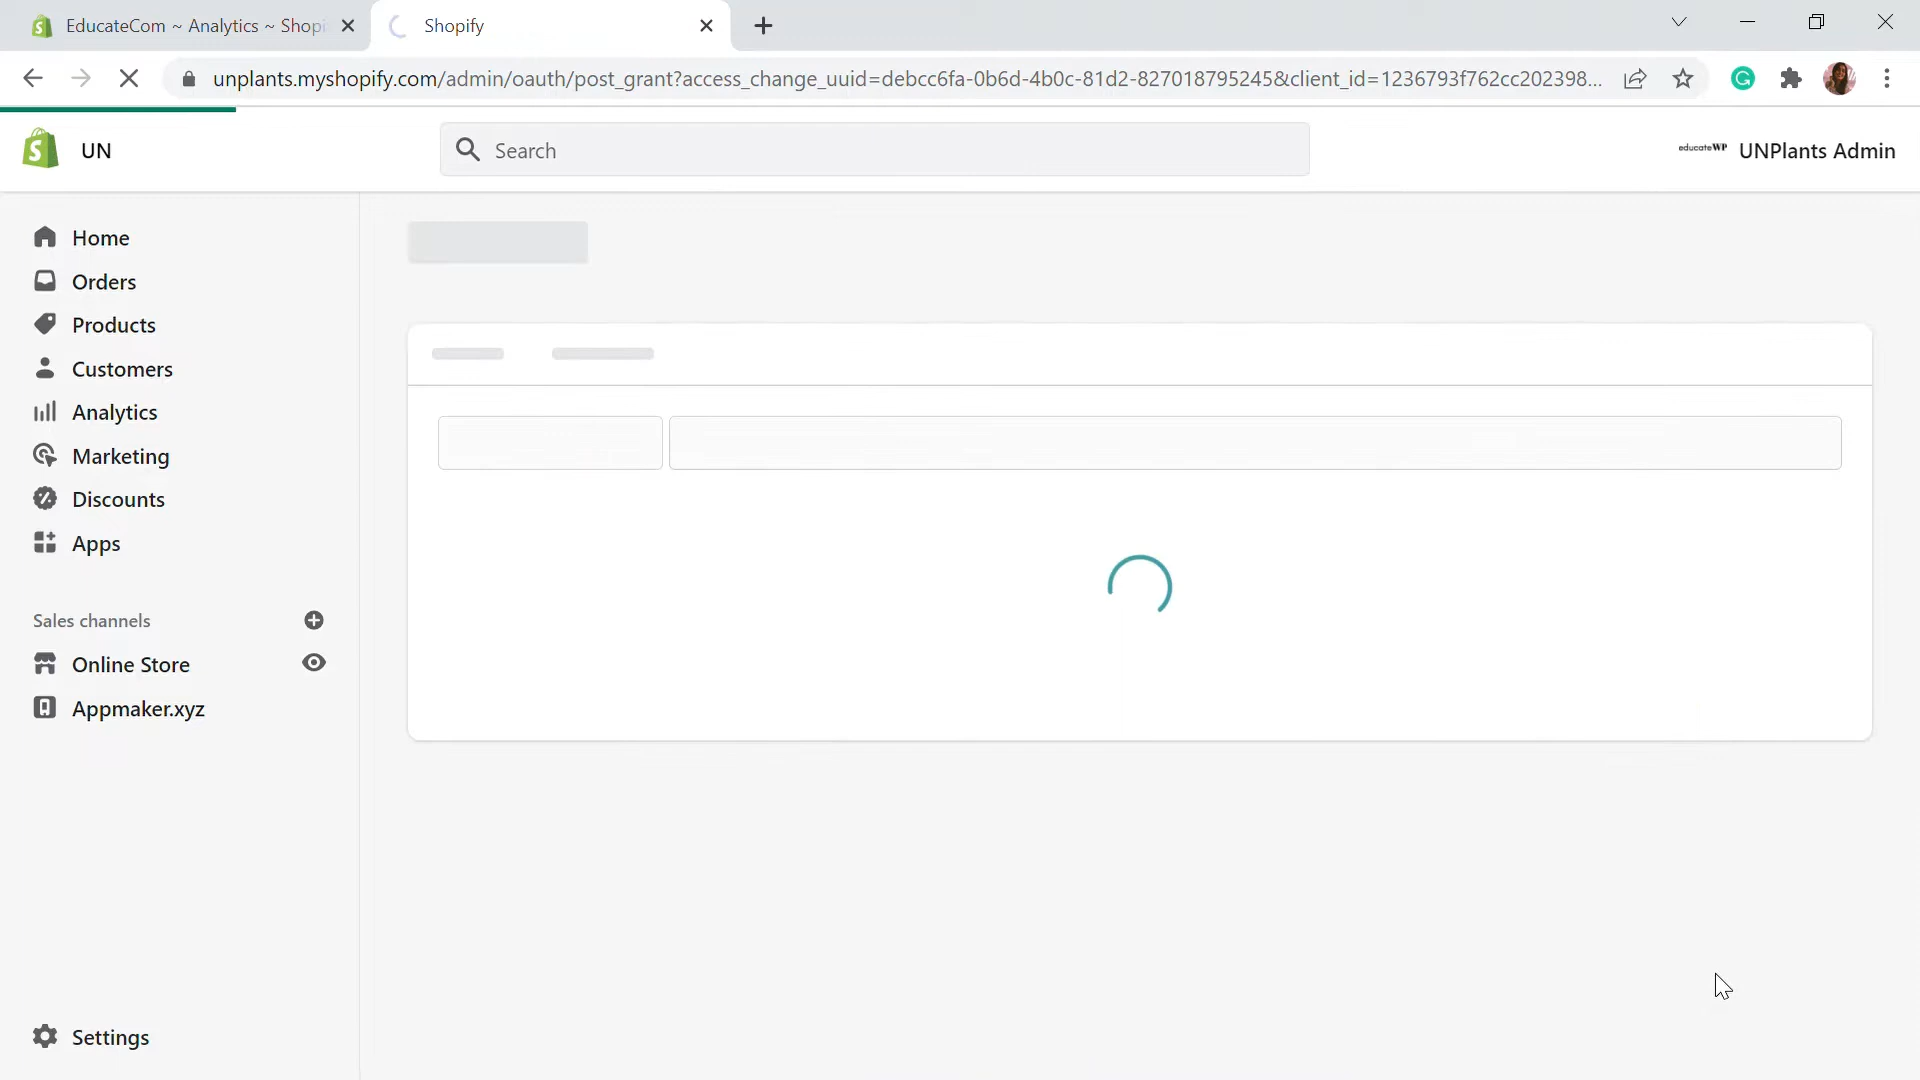 EducateCom ~ Analytics ~ Shopi
Shopify
unplants.myshopify.com/admin/oauth/post_grant?access_change_uuid=debcc6fa-0b6d-4b0c-81d2-827018795245&client_id=1236793f762cc202398...
UN
Search
educateWP
UNPlants Admin
Home
Orders
Products
Customers
Analytics
Marketing
Discounts
Apps
Sales channels
Online Store
Appmaker.xyz
Settings